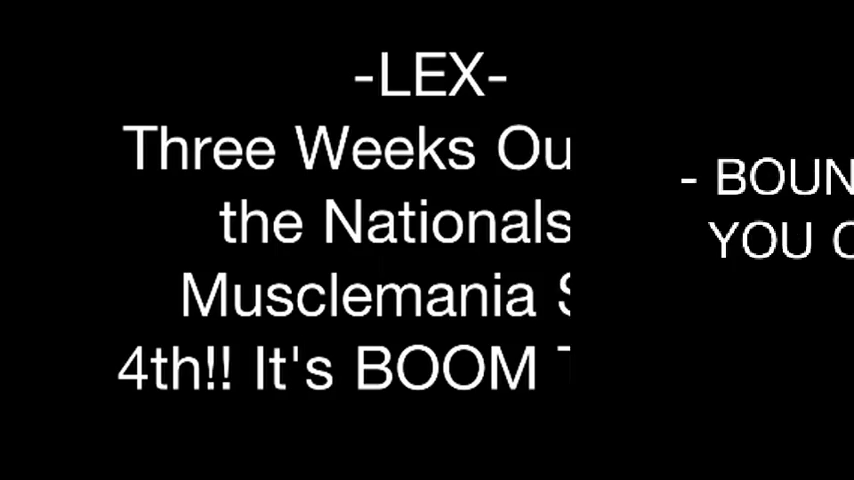 -LEX-
Three Weeks Ou
the Nationals
Musclemania S
4th!! It's BOOM T
- BOUN
YOU C